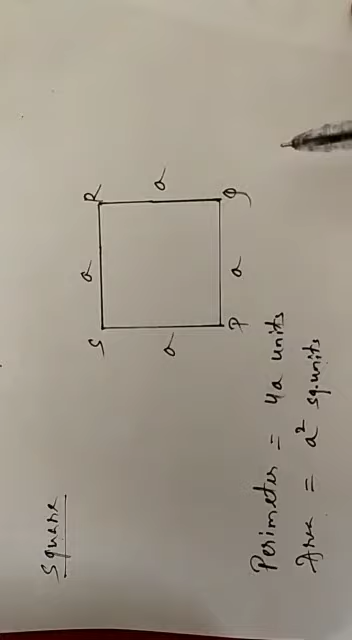 Square
S a R
a a
P a Q
Perimeter = 4a units
Area = a² sq.units